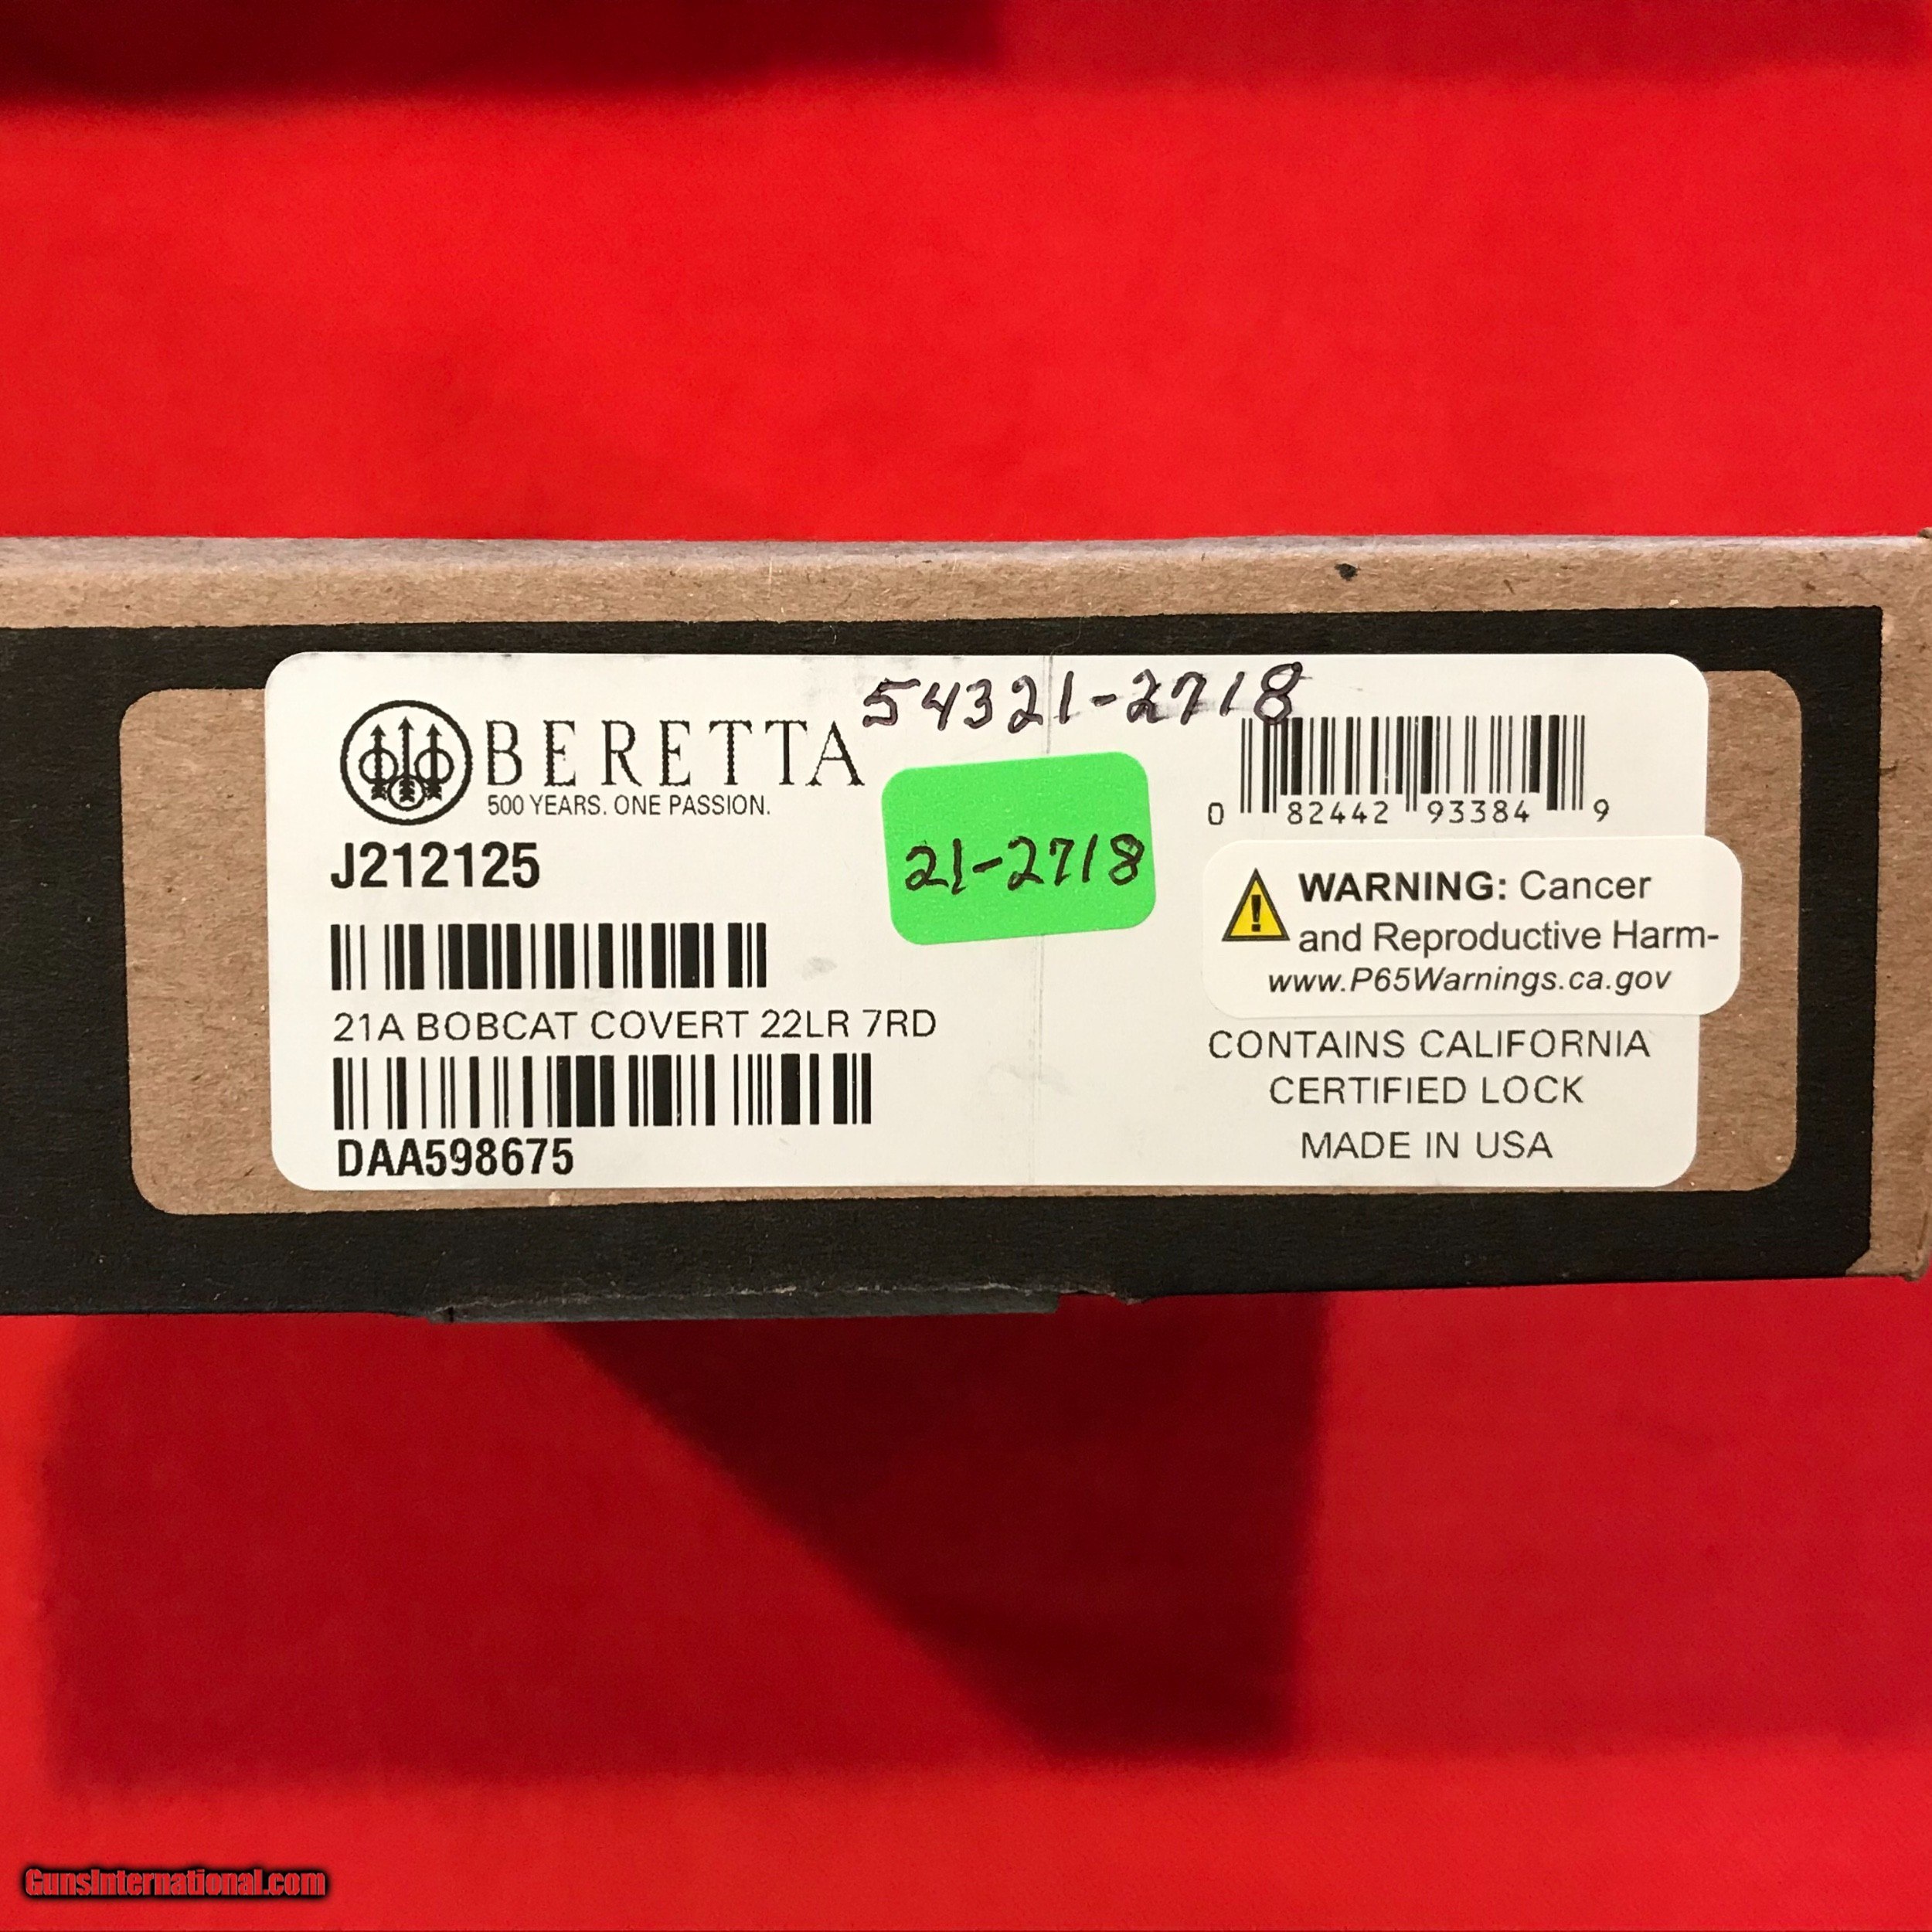 54321-2718
BERETTA
500 YEARS. ONE PASSION.
J212125
21-2718
0 82442 93384 9
WARNING: Cancer
and Reproductive Harm-
www.P65Warnings.ca.gov
21A BOBCAT COVERT 22LR 7RD
DAA598675
CONTAINS CALIFORNIA
CERTIFIED LOCK
MADE IN USA
GunsInternational.com